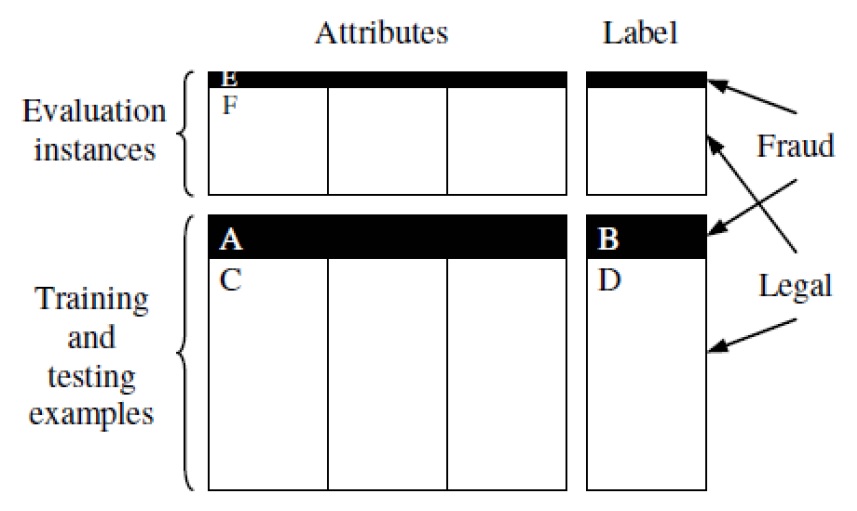 Attributes
Label
Evaluation
instances
E
F
Fraud
A
B
C
D
Legal
Training
and
testing
examples